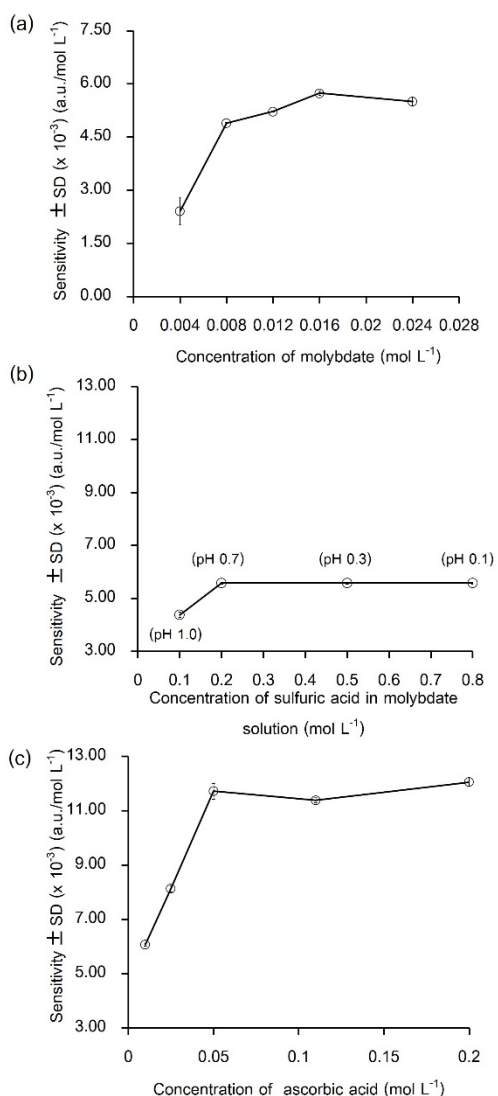 (a)
7.50
6.00
4.50
3.00
1.50
0.00
Sensitivity ± SD (x 10⁻³) (a.u./mol L⁻¹)
0 0.004 0.008 0.012 0.016 0.02 0.024 0.028
Concentration of molybdate (mol L⁻¹)
(b)
13.00
11.00
9.00
7.00
5.00
3.00
Sensitivity ± SD (x 10⁻³) (a.u./mol L⁻¹)
(pH 1.0)
(pH 0.7)
(pH 0.3)
(pH 0.1)
0 0.1 0.2 0.3 0.4 0.5 0.6 0.7 0.8
Concentration of sulfuric acid in molybdate
solution (mol L⁻¹)
(c)
13.00
11.00
9.00
7.00
5.00
3.00
Sensitivity ± SD (x 10⁻³) (a.u./mol L⁻¹)
0 0.05 0.1 0.15 0.2
Concentration of ascorbic acid (mol L⁻¹)